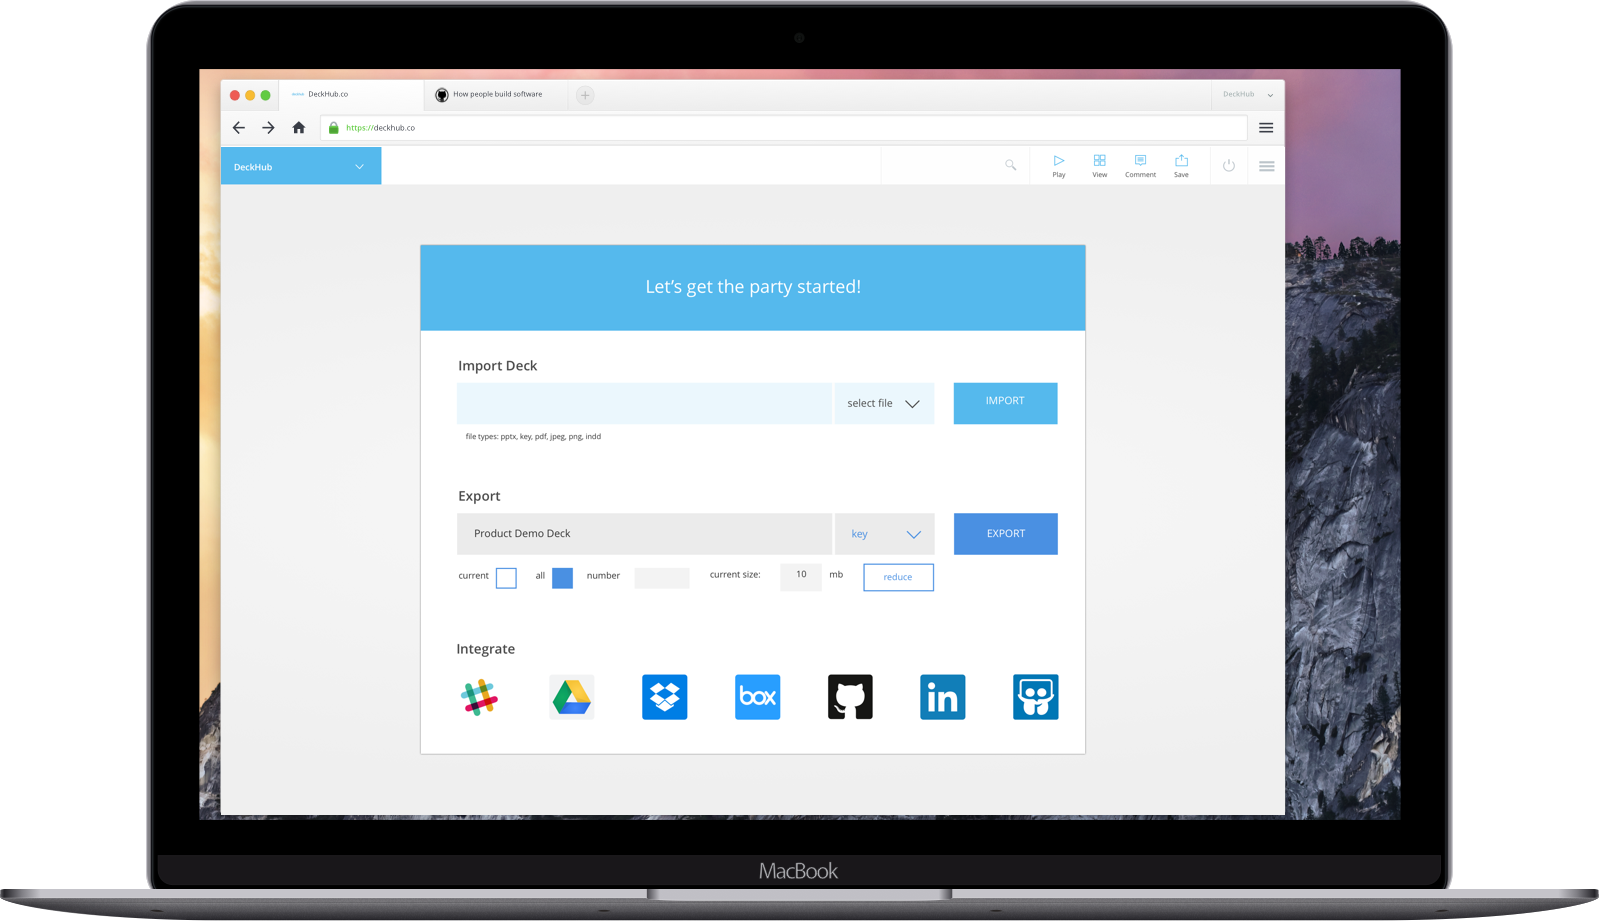 DeckHub.co
How people build software
DeckHub
https://deckhub.co
DeckHub
Play
View
Comment
Save
Let's get the party started!
Import Deck
select file
IMPORT
file types: pptx, key, pdf, jpeg, png, indd
Export
Product Demo Deck
key
EXPORT
current
all
number
current size:
10
mb
reduce
Integrate
box
in
MacBook